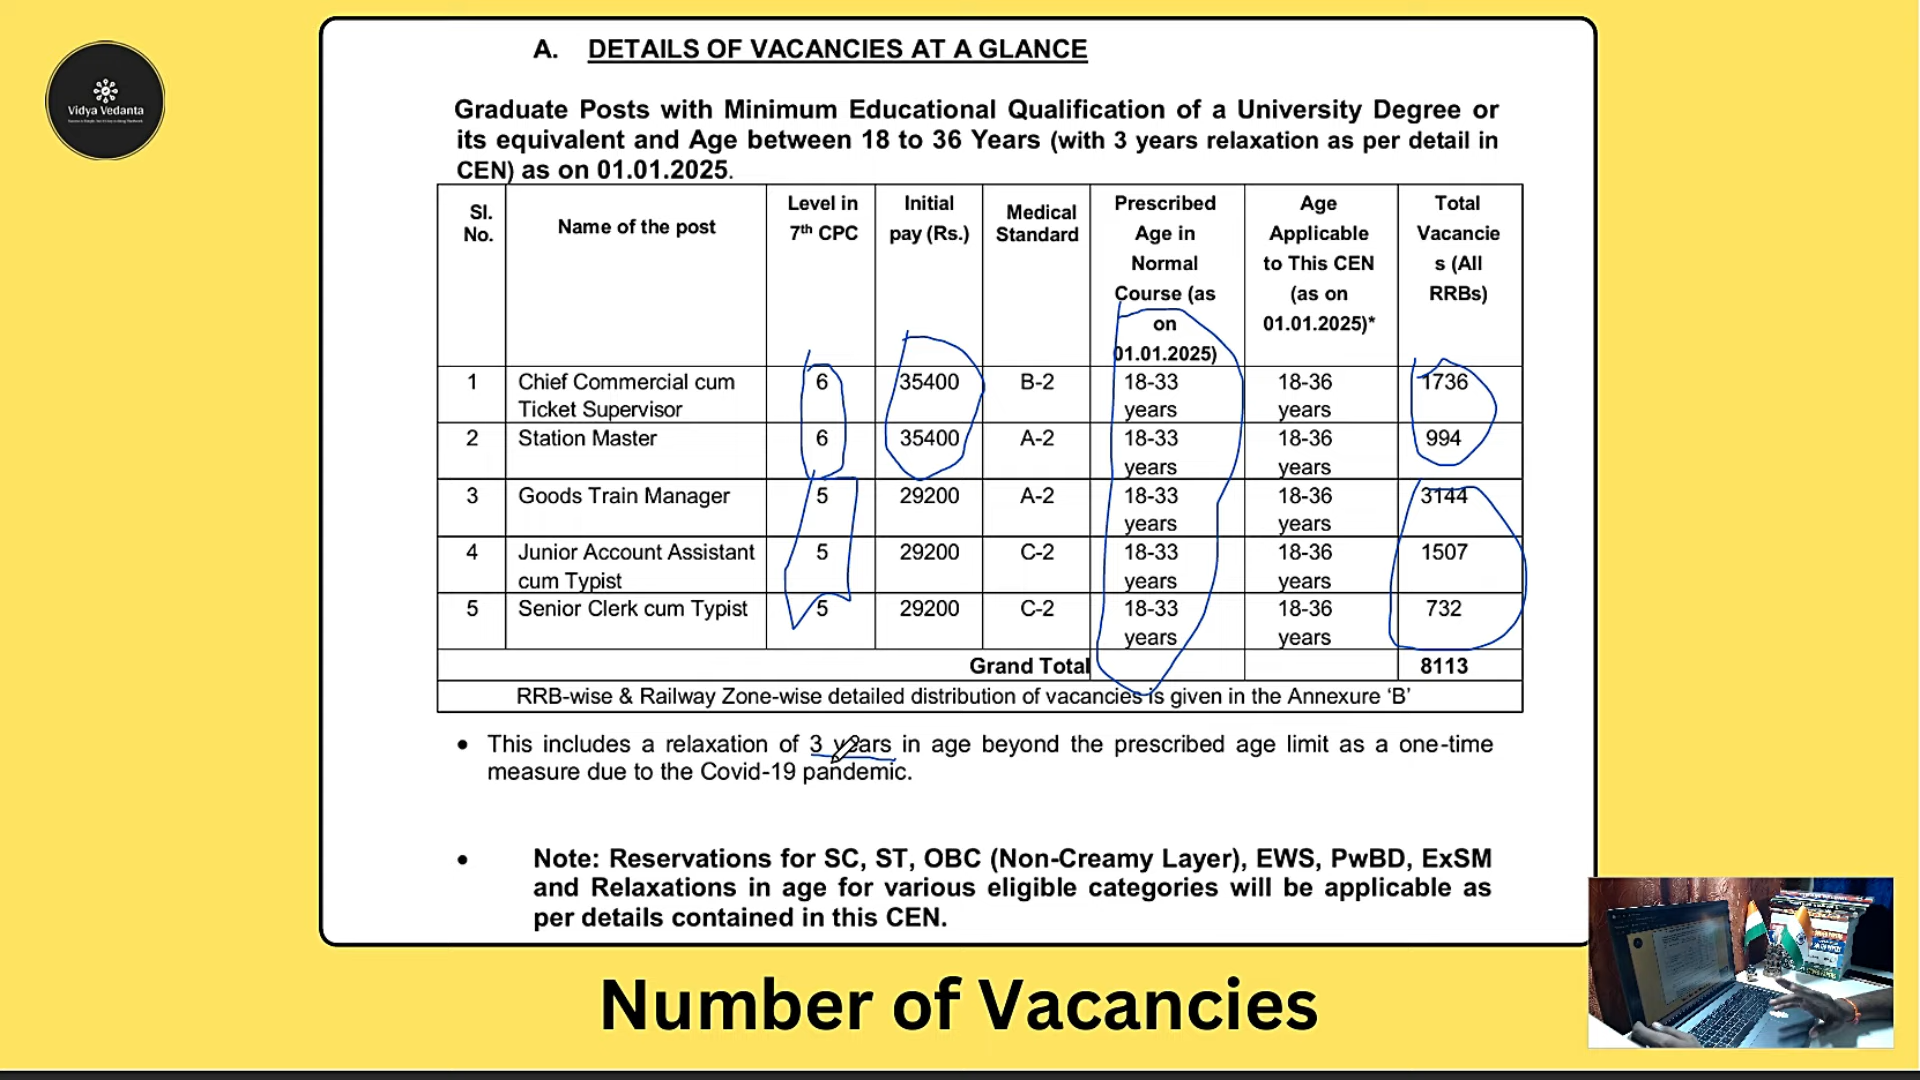 Vidya Vedanta
A. DETAILS OF VACANCIES AT A GLANCE
Graduate Posts with Minimum Educational Qualification of a University Degree or
its equivalent and Age between 18 to 36 Years (with 3 years relaxation as per detail in
CEN) as on 01.01.2025.
Sl. No. Name of the post Level in 7th CPC Initial pay (Rs.) Medical Standard Prescribed Age in Normal Course (as on 01.01.2025) Age Applicable to This CEN (as on 01.01.2025)* Total Vacancie s (All RRBs)
1 Chief Commercial cum Ticket Supervisor 6 35400 B-2 18-33 years 18-36 years 1736
2 Station Master 6 35400 A-2 18-33 years 18-36 years 994
3 Goods Train Manager 5 29200 A-2 18-33 years 18-36 years 3144
4 Junior Account Assistant cum Typist 5 29200 C-2 18-33 years 18-36 years 1507
5 Senior Clerk cum Typist 5 29200 C-2 18-33 years 18-36 years 732
Grand Total 8113
RRB-wise & Railway Zone-wise detailed distribution of vacancies is given in the Annexure ‘B’
• This includes a relaxation of 3 years in age beyond the prescribed age limit as a one-time
measure due to the Covid-19 pandemic.
• Note: Reservations for SC, ST, OBC (Non-Creamy Layer), EWS, PwBD, ExSM
and Relaxations in age for various eligible categories will be applicable as
per details contained in this CEN.
Number of Vacancies